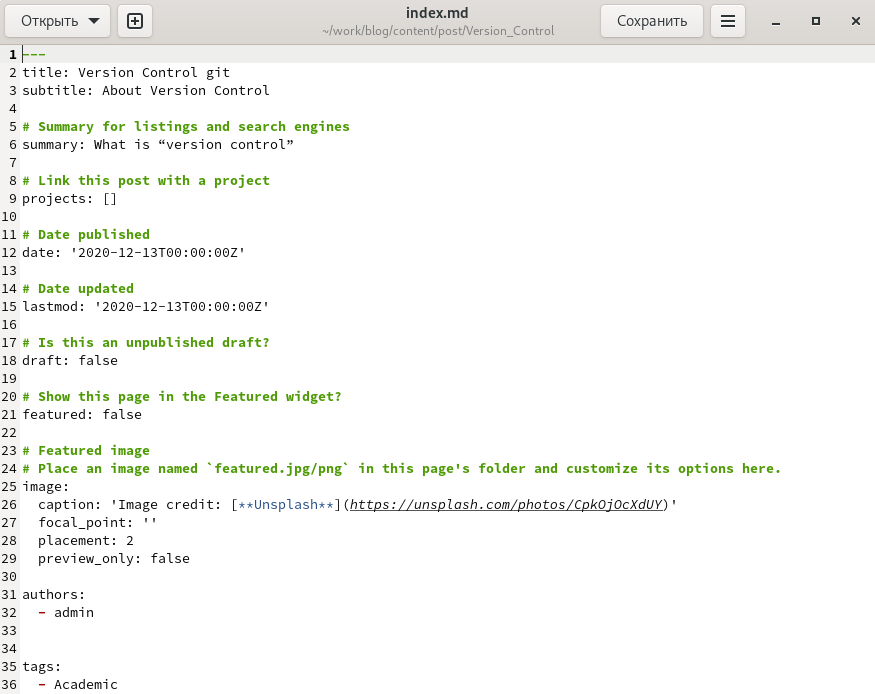 Открыть
index.md
~/work/blog/content/post/Version_Control
Сохранить
1 ---
2 title: Version Control git
3 subtitle: About Version Control
4
5 # Summary for listings and search engines
6 summary: What is “version control”
7
8 # Link this post with a project
9 projects: []
10
11 # Date published
12 date: '2020-12-13T00:00:00Z'
13
14 # Date updated
15 lastmod: '2020-12-13T00:00:00Z'
16
17 # Is this an unpublished draft?
18 draft: false
19
20 # Show this page in the Featured widget?
21 featured: false
22
23 # Featured image
24 # Place an image named `featured.jpg/png` in this page's folder and customize its options here.
25 image:
26   caption: 'Image credit: [**Unsplash**](https://unsplash.com/photos/CpkOjOcXdUY)'
27   focal_point: ''
28   placement: 2
29   preview_only: false
30
31 authors:
32   - admin
33
34
35 tags:
36   - Academic